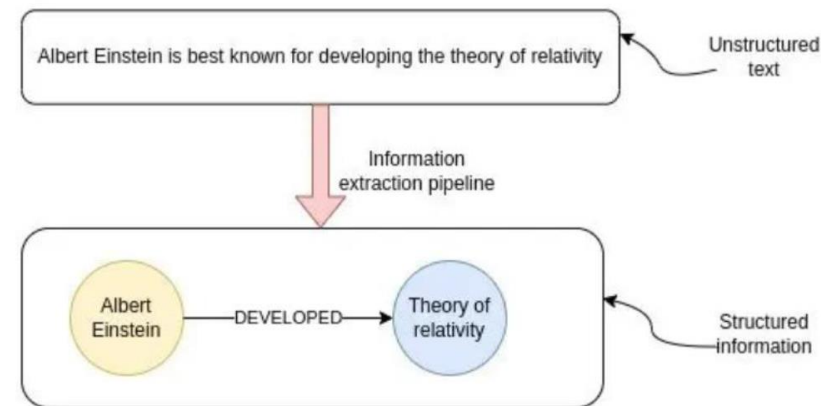 Albert Einstein is best known for developing the theory of relativity
Unstructured
text
Information
extraction pipeline
Albert
Einstein
DEVELOPED
Theory of
relativity
Structured
information